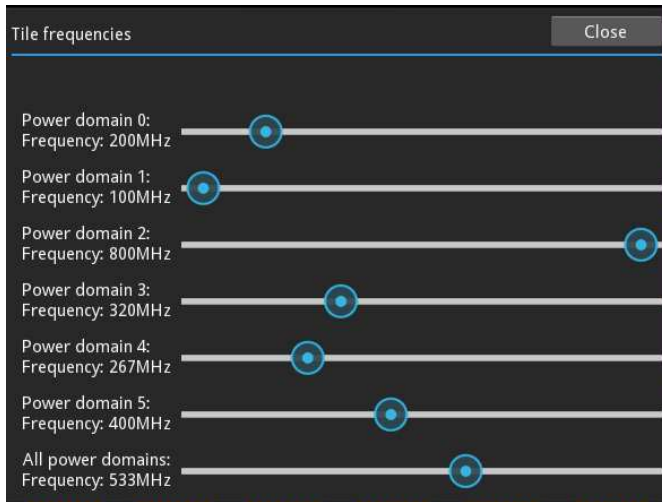 Tile frequencies
Close
Power domain 0:
Frequency: 200MHz
Power domain 1:
Frequency: 100MHz
Power domain 2:
Frequency: 800MHz
Power domain 3:
Frequency: 320MHz
Power domain 4:
Frequency: 267MHz
Power domain 5:
Frequency: 400MHz
All power domains:
Frequency: 533MHz